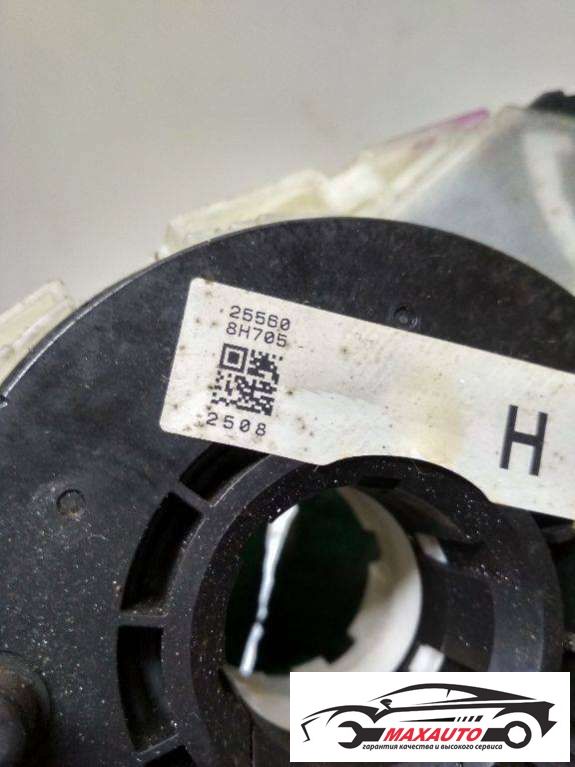 25560
8H705
2508
H
MAXAUTO
гарантия качества и высокого сервиса